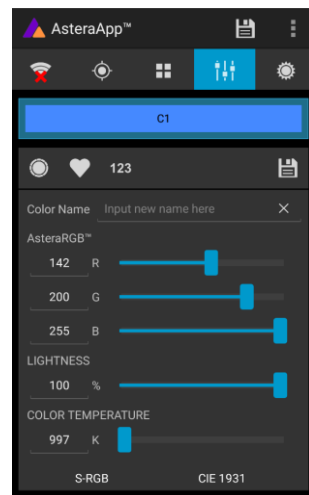 AsteraApp™
C1
123
Color Name Input new name here
AsteraRGB™
142 R
200 G
255 B
LIGHTNESS
100 %
COLOR TEMPERATURE
997 K
S-RGB CIE 1931